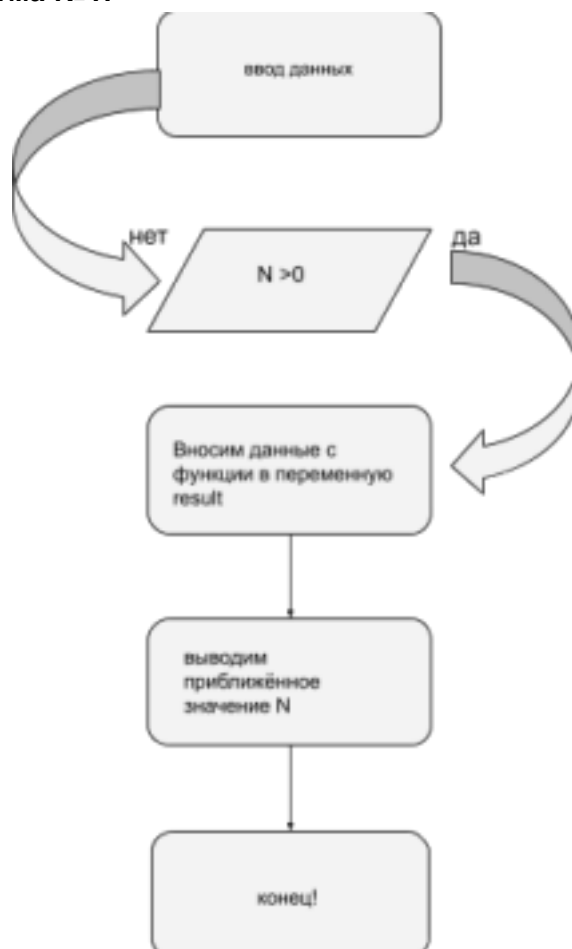 ввод данных
нет
да
N >0
Вносим данные с
функции в переменную
result
выводим
приближённое
значение N
конец!